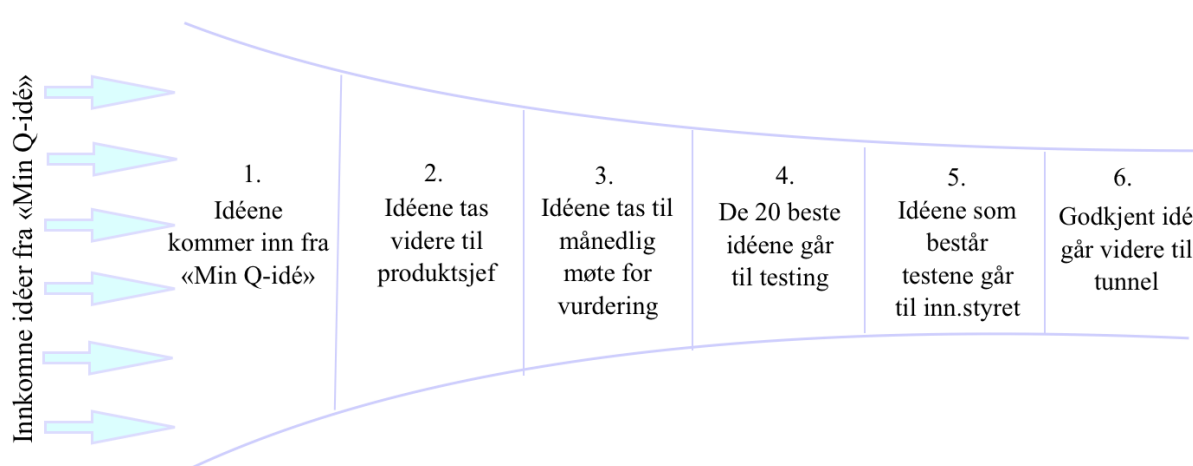 Innkomne idéer fra «Min Q-idé»
1.
Idéene
kommer inn fra
«Min Q-idé»
2.
Idéene tas
videre til
produktsjef
3.
Idéene tas til
månedlig
møte for
vurdering
4.
De 20 beste
idéene går
til testing
5.
Idéene som
består
testene går
til inn.styret
6.
Godkjent idé
går videre til
tunnel